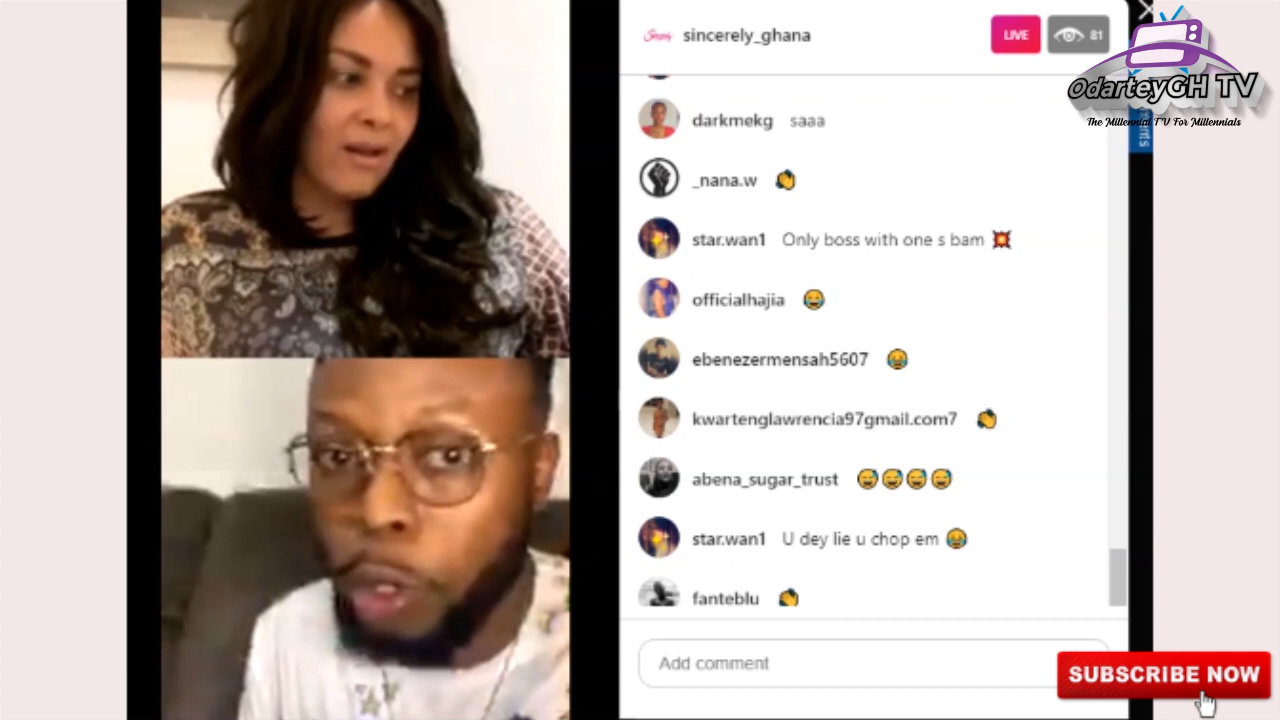 sincerely_ghana
LIVE
81
OdarteyGH TV
The Millennial TV For Millennials
darkmekg saaa
_nana.w
star.wan1 Only boss with one s bam
officialhajia
ebenezermensah5607
kwartenglawrencia97gmail.com7
abena_sugar_trust
star.wan1 U dey lie u chop em
fanteblu
Add comment
SUBSCRIBE NOW